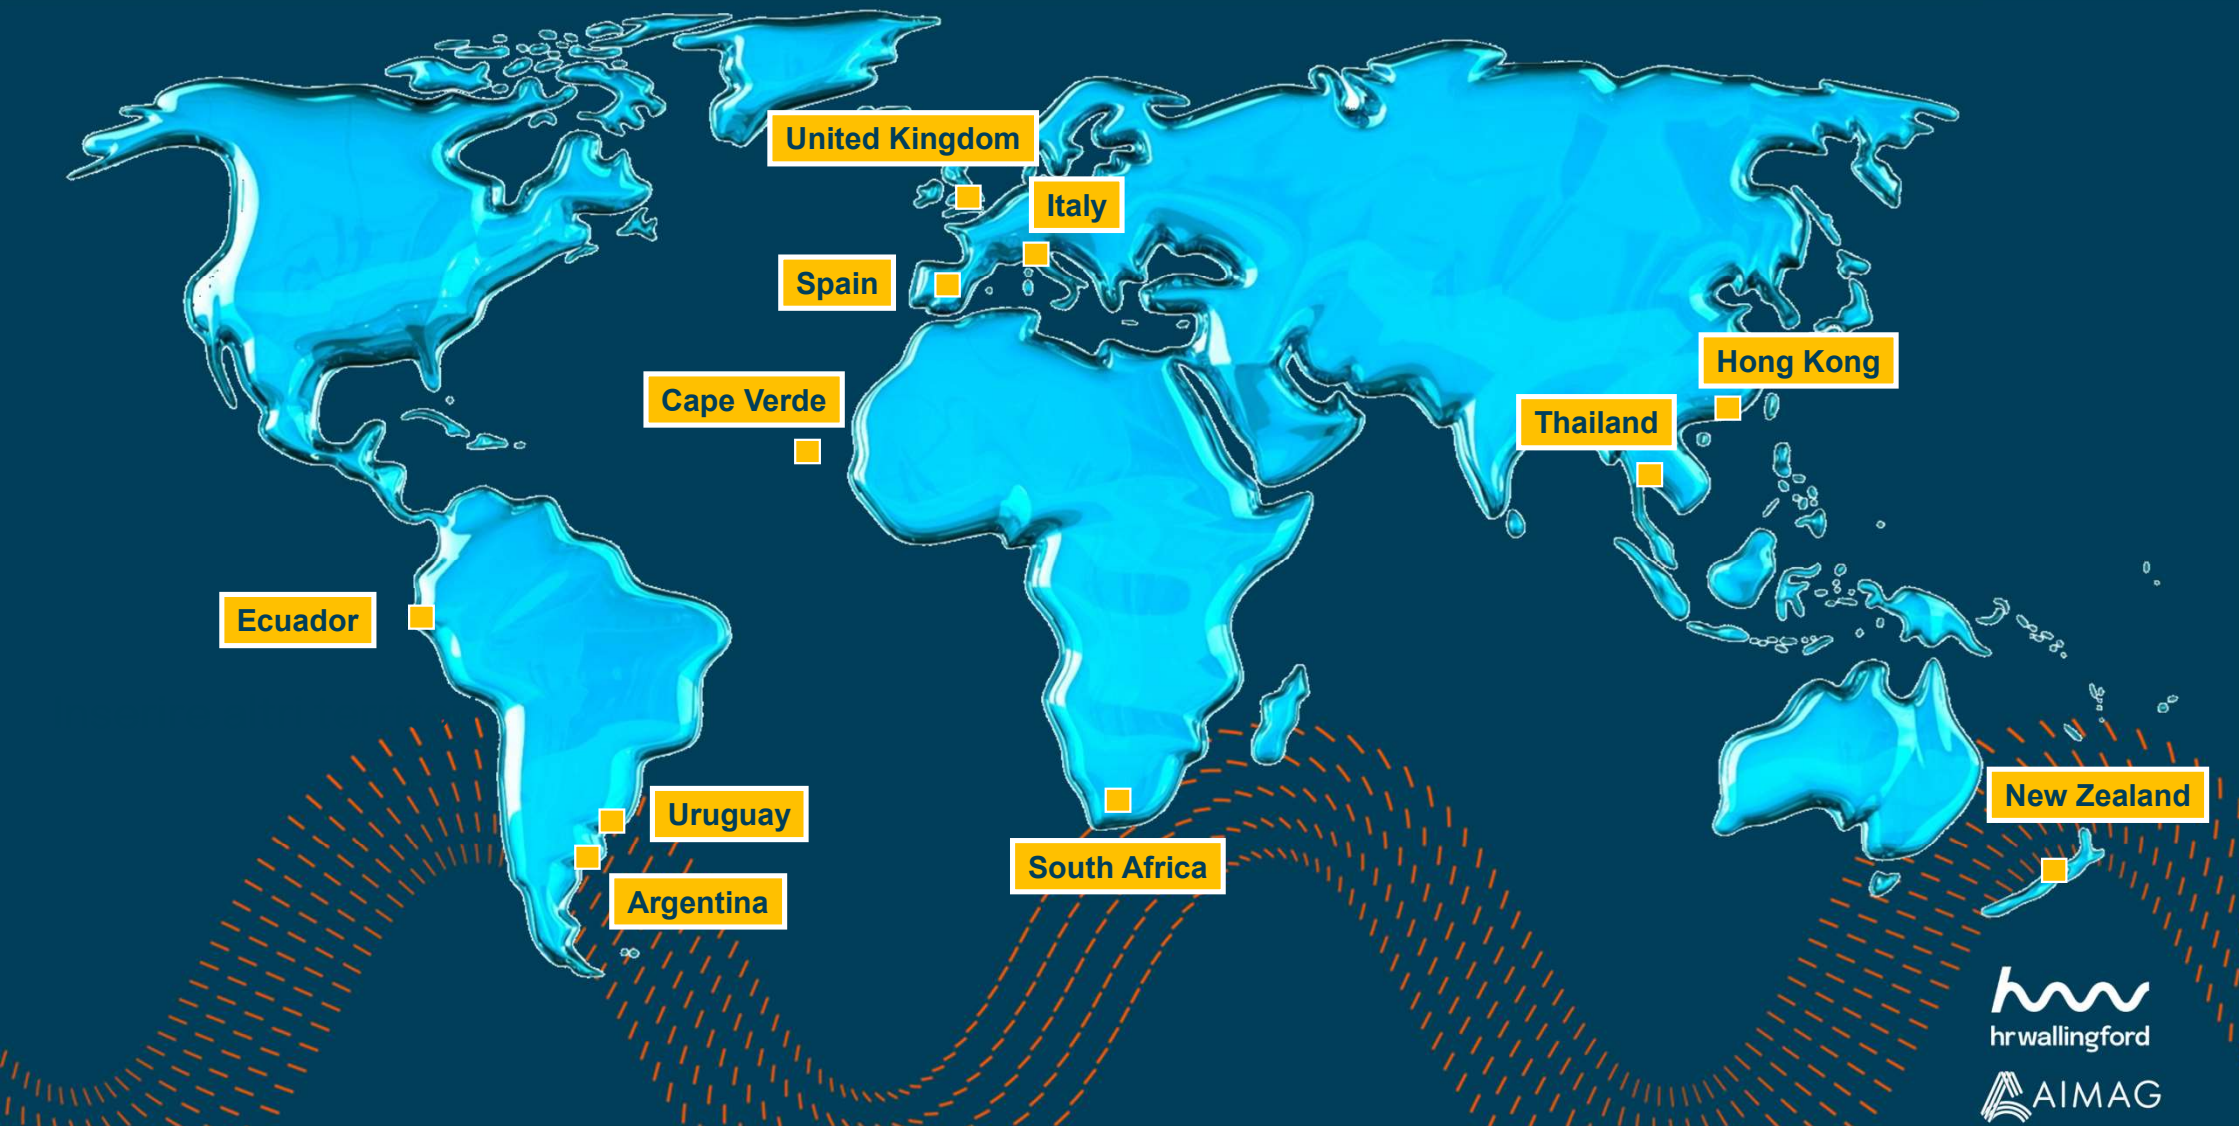 United Kingdom
Italy
Spain
Hong Kong
Cape Verde
Thailand
Ecuador
New Zealand
Uruguay
South Africa
Argentina
hrwallingford
AIMAG